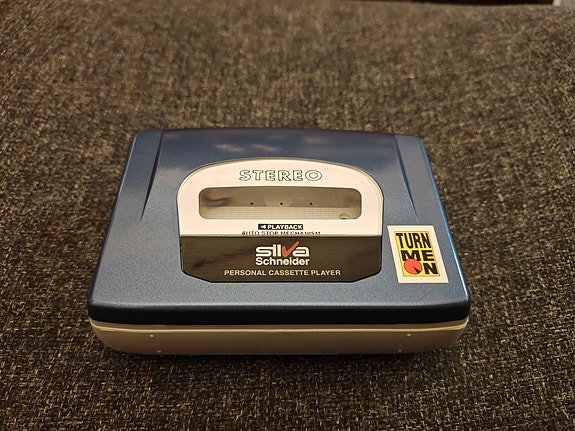 STEREO
◄ PLAYBACK
AUTO STOP MECHANISM
silva
Schneider
PERSONAL CASSETTE PLAYER
TURN
ME
ON